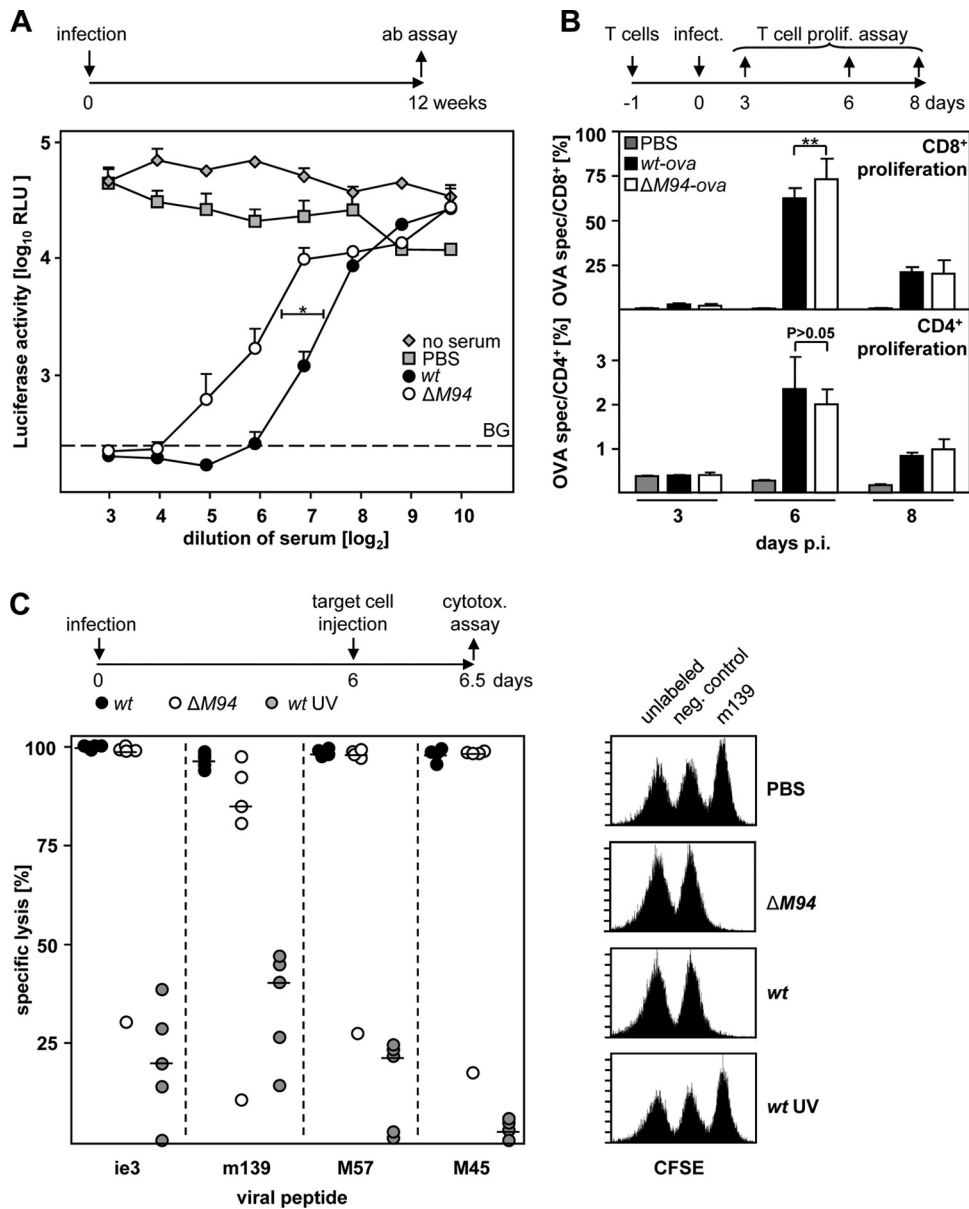 A
infection
ab assay
0
12 weeks
Luciferase activity [log10 RLU]
5
4
3
*
no serum
PBS
wt
ΔM94
BG
3 4 5 6 7 8 9 10
dilution of serum [log2]
B
T cells infect. T cell prolif. assay
-1 0 3 6 8 days
OVA spec/CD8+ [%]
100
75
50
25
PBS
wt-ova
ΔM94-ova
**
CD8+
proliferation
OVA spec/CD4+ [%]
3
2
1
P>0.05
CD4+
proliferation
3 6 8
days p.i.
C
infection
target cell
injection
cytotox.
assay
0 6 6.5 days
wt ΔM94 wt UV
specific lysis [%]
100
75
50
25
ie3 m139 M57 M45
viral peptide
unlabeled
neg. control
m139
PBS
ΔM94
wt
wt UV
CFSE